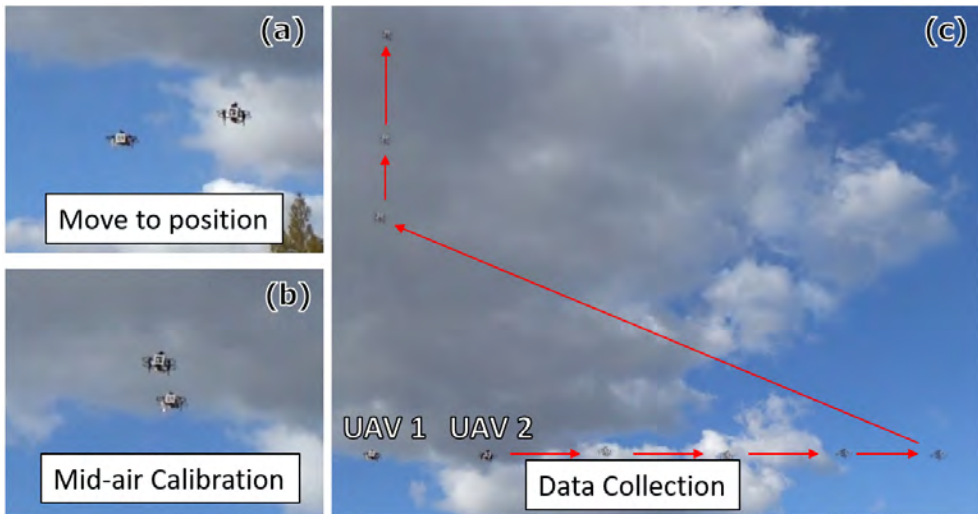 (a)
Move to position
(b)
Mid-air Calibration
(c)
UAV 1 UAV 2
Data Collection